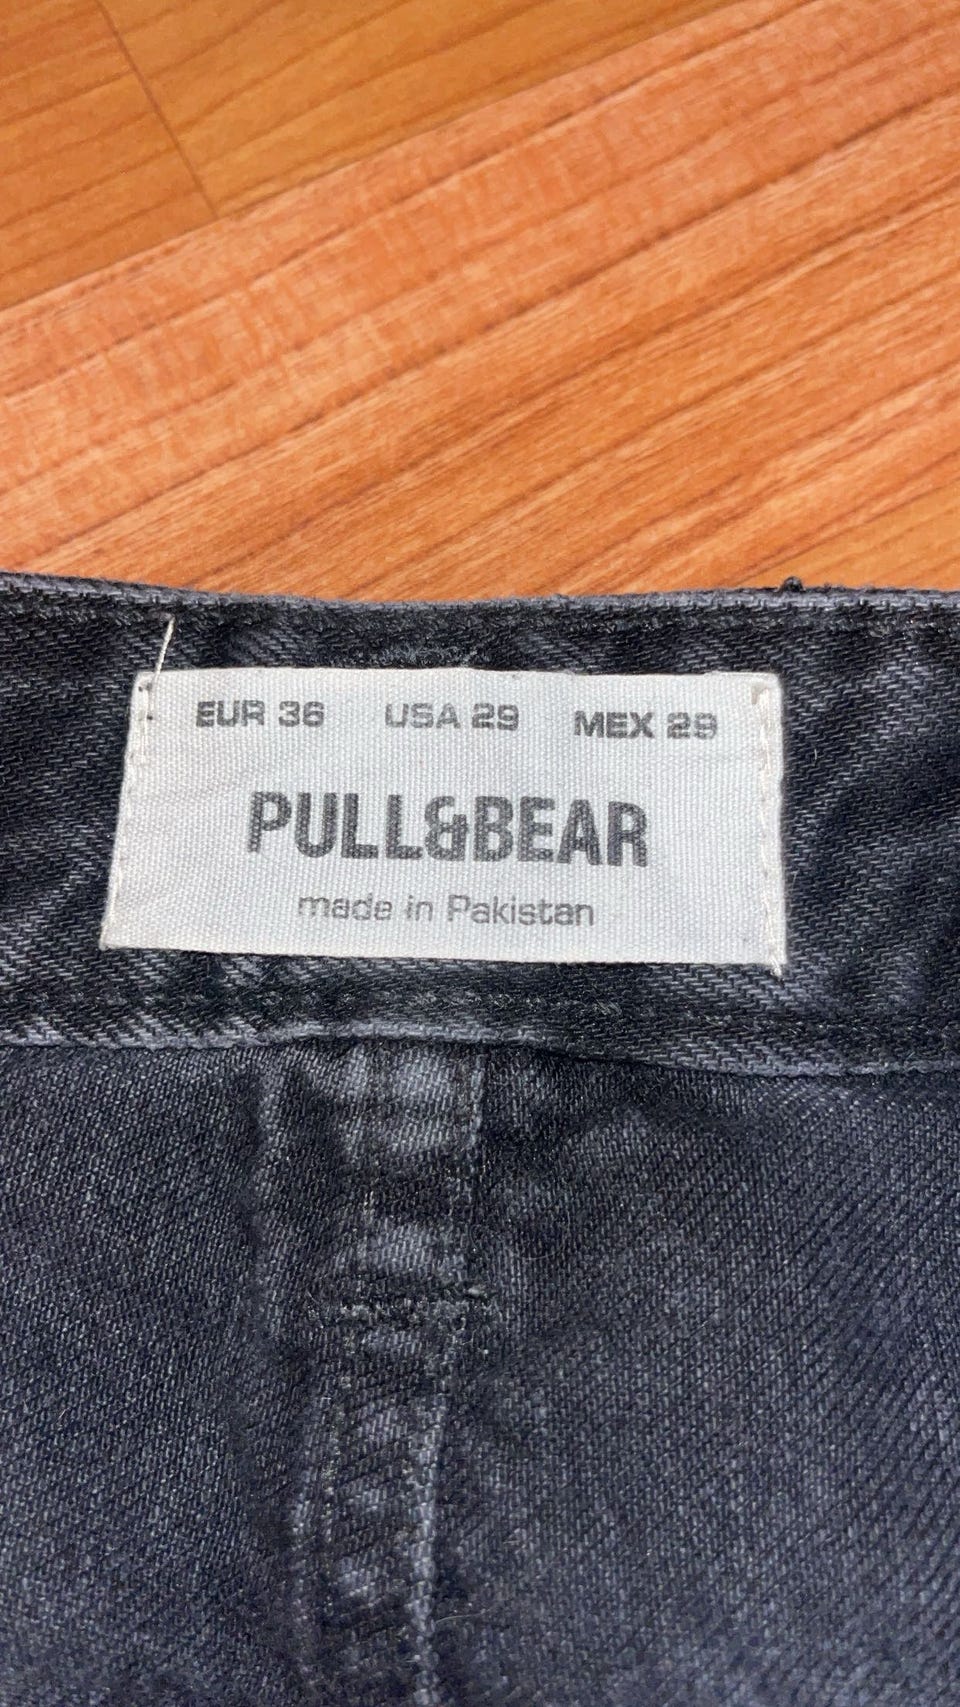 EUR 36 USA 29 MEX 29
PULL&BEAR
made in Pakistan